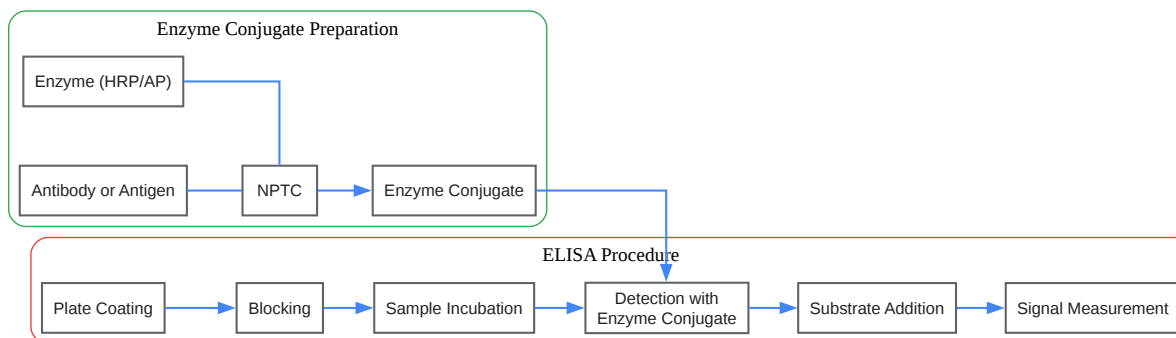 Enzyme Conjugate Preparation
Enzyme (HRP/AP)
Antibody or Antigen
NPTC
Enzyme Conjugate
ELISA Procedure
Plate Coating
Blocking
Sample Incubation
Detection with
Enzyme Conjugate
Substrate Addition
Signal Measurement